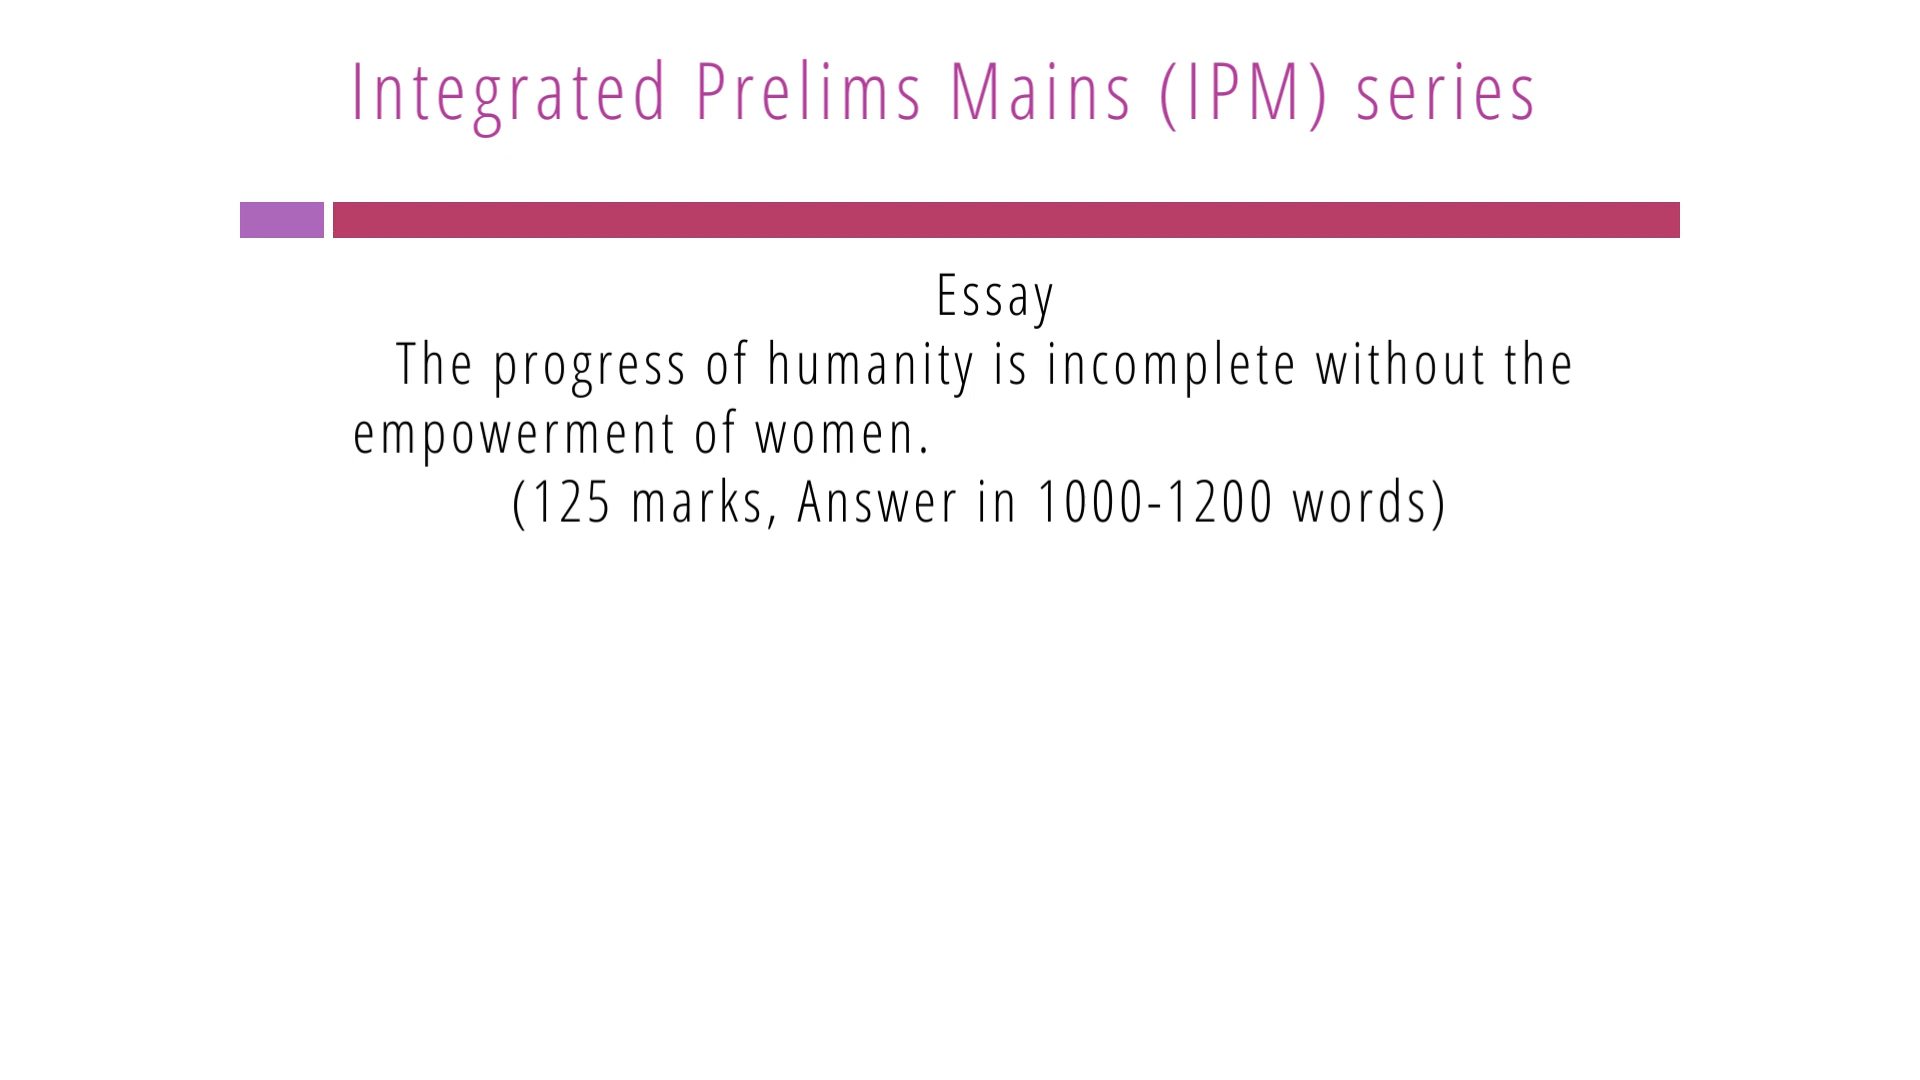 Integrated Prelims Mains (IPM) series
Essay
The progress of humanity is incomplete without the
empowerment of women.
(125 marks, Answer in 1000-1200 words)